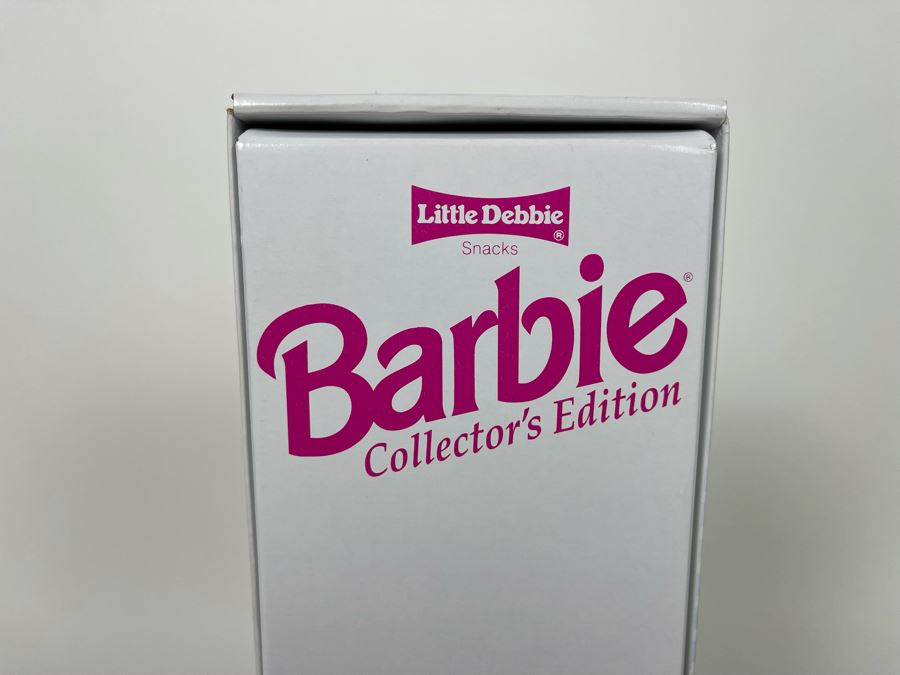 Little Debbie®
Snacks
Barbie®
Collector's Edition